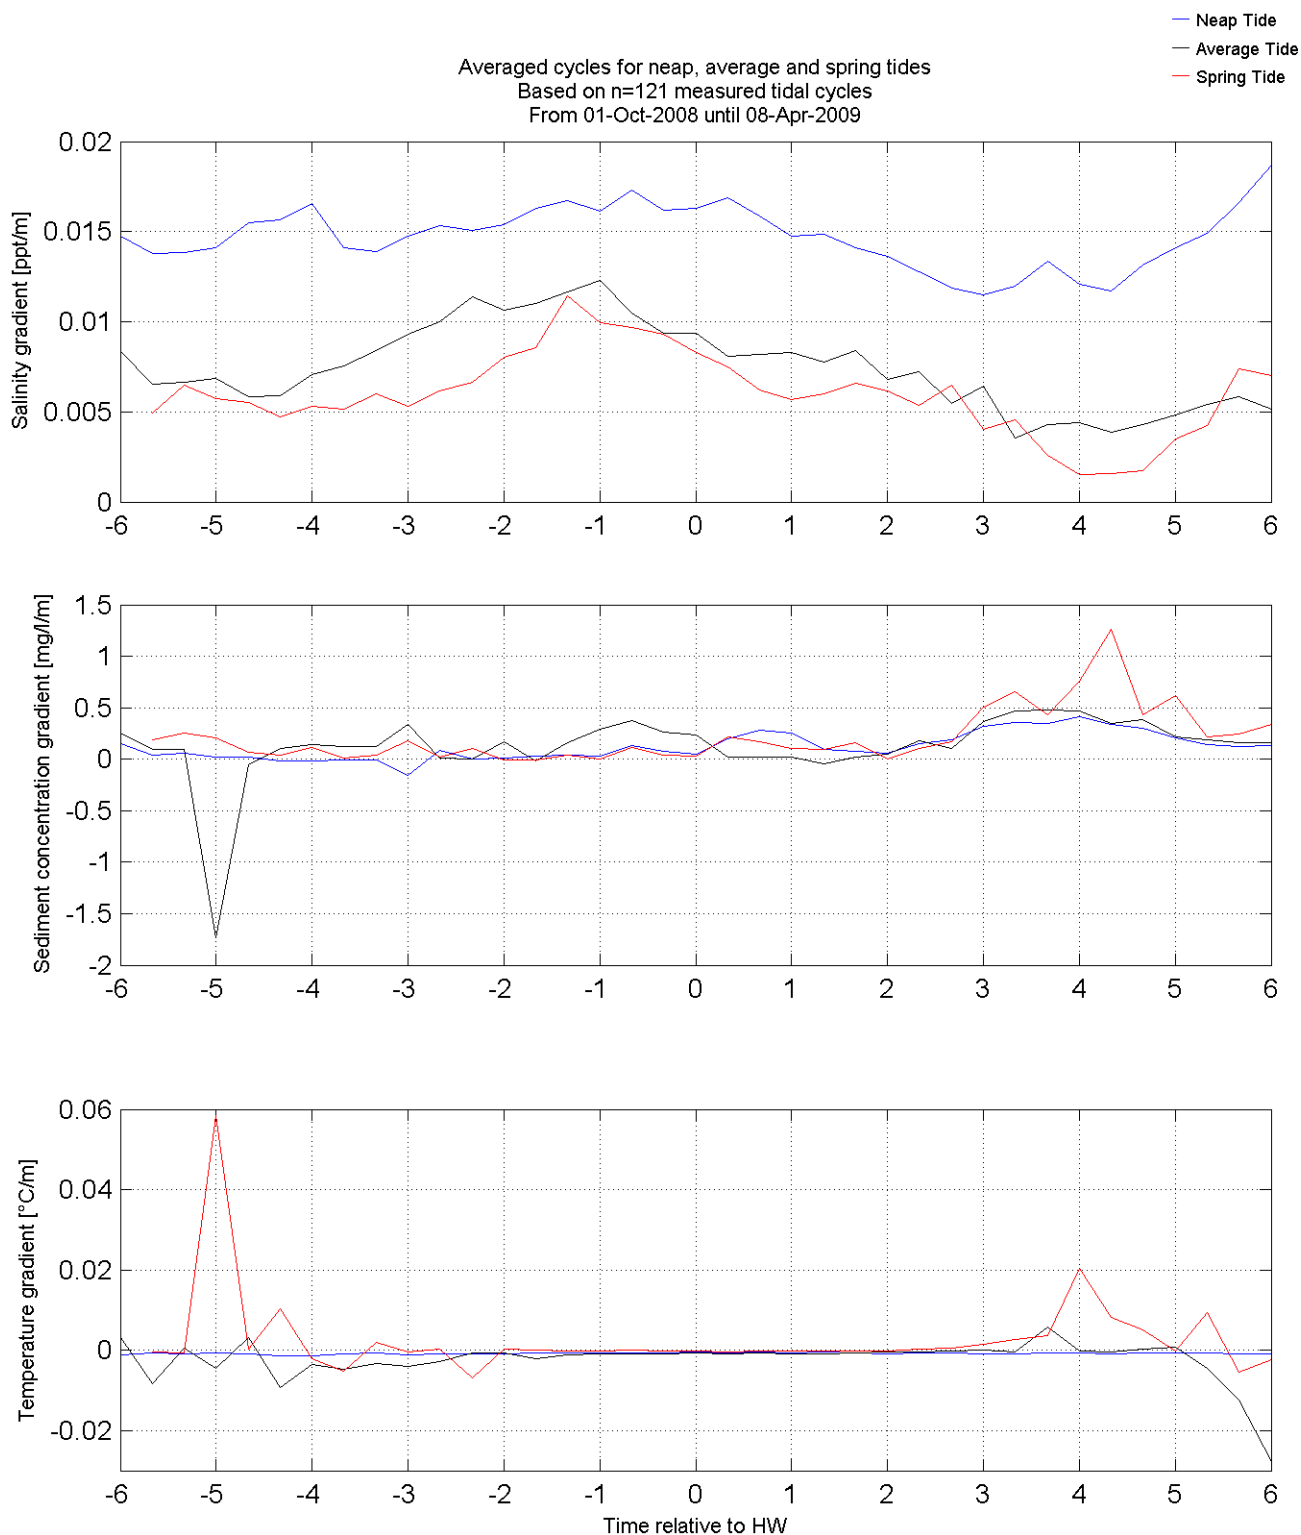 Neap Tide
Average Tide
Spring Tide
Averaged cycles for neap, average and spring tides
Based on n=121 measured tidal cycles
From 01-Oct-2008 until 08-Apr-2009
Salinity gradient [ppt/m]
0.02
0.015
0.01
0.005
0
-6 -5 -4 -3 -2 -1 0 1 2 3 4 5 6
Sediment concentration gradient [mg/l/m]
1.5
1
0.5
0
-0.5
-1
-1.5
-2
-6 -5 -4 -3 -2 -1 0 1 2 3 4 5 6
Temperature gradient [°C/m]
0.06
0.04
0.02
0
-0.02
-6 -5 -4 -3 -2 -1 0 1 2 3 4 5 6
Time relative to HW